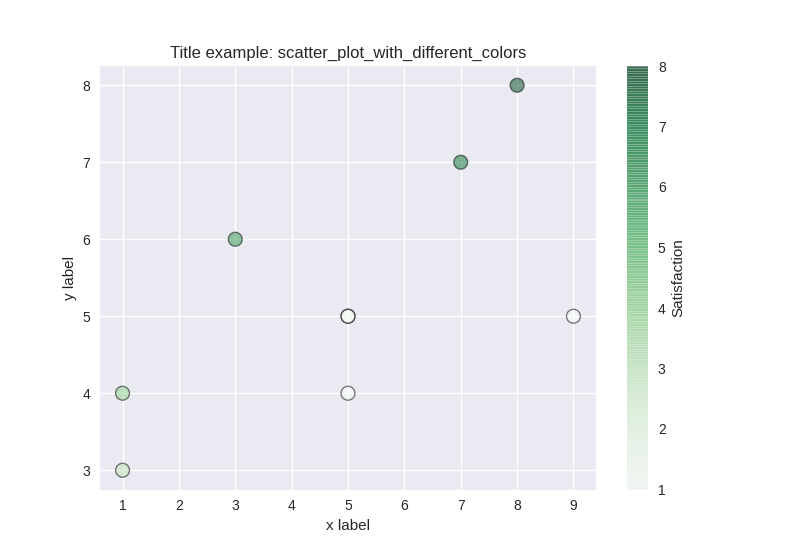 Title example: scatter_plot_with_different_colors
8
7
6
5
4
3
y label
1 2 3 4 5 6 7 8 9
x label
8
7
6
5
4
3
2
1
Satisfaction